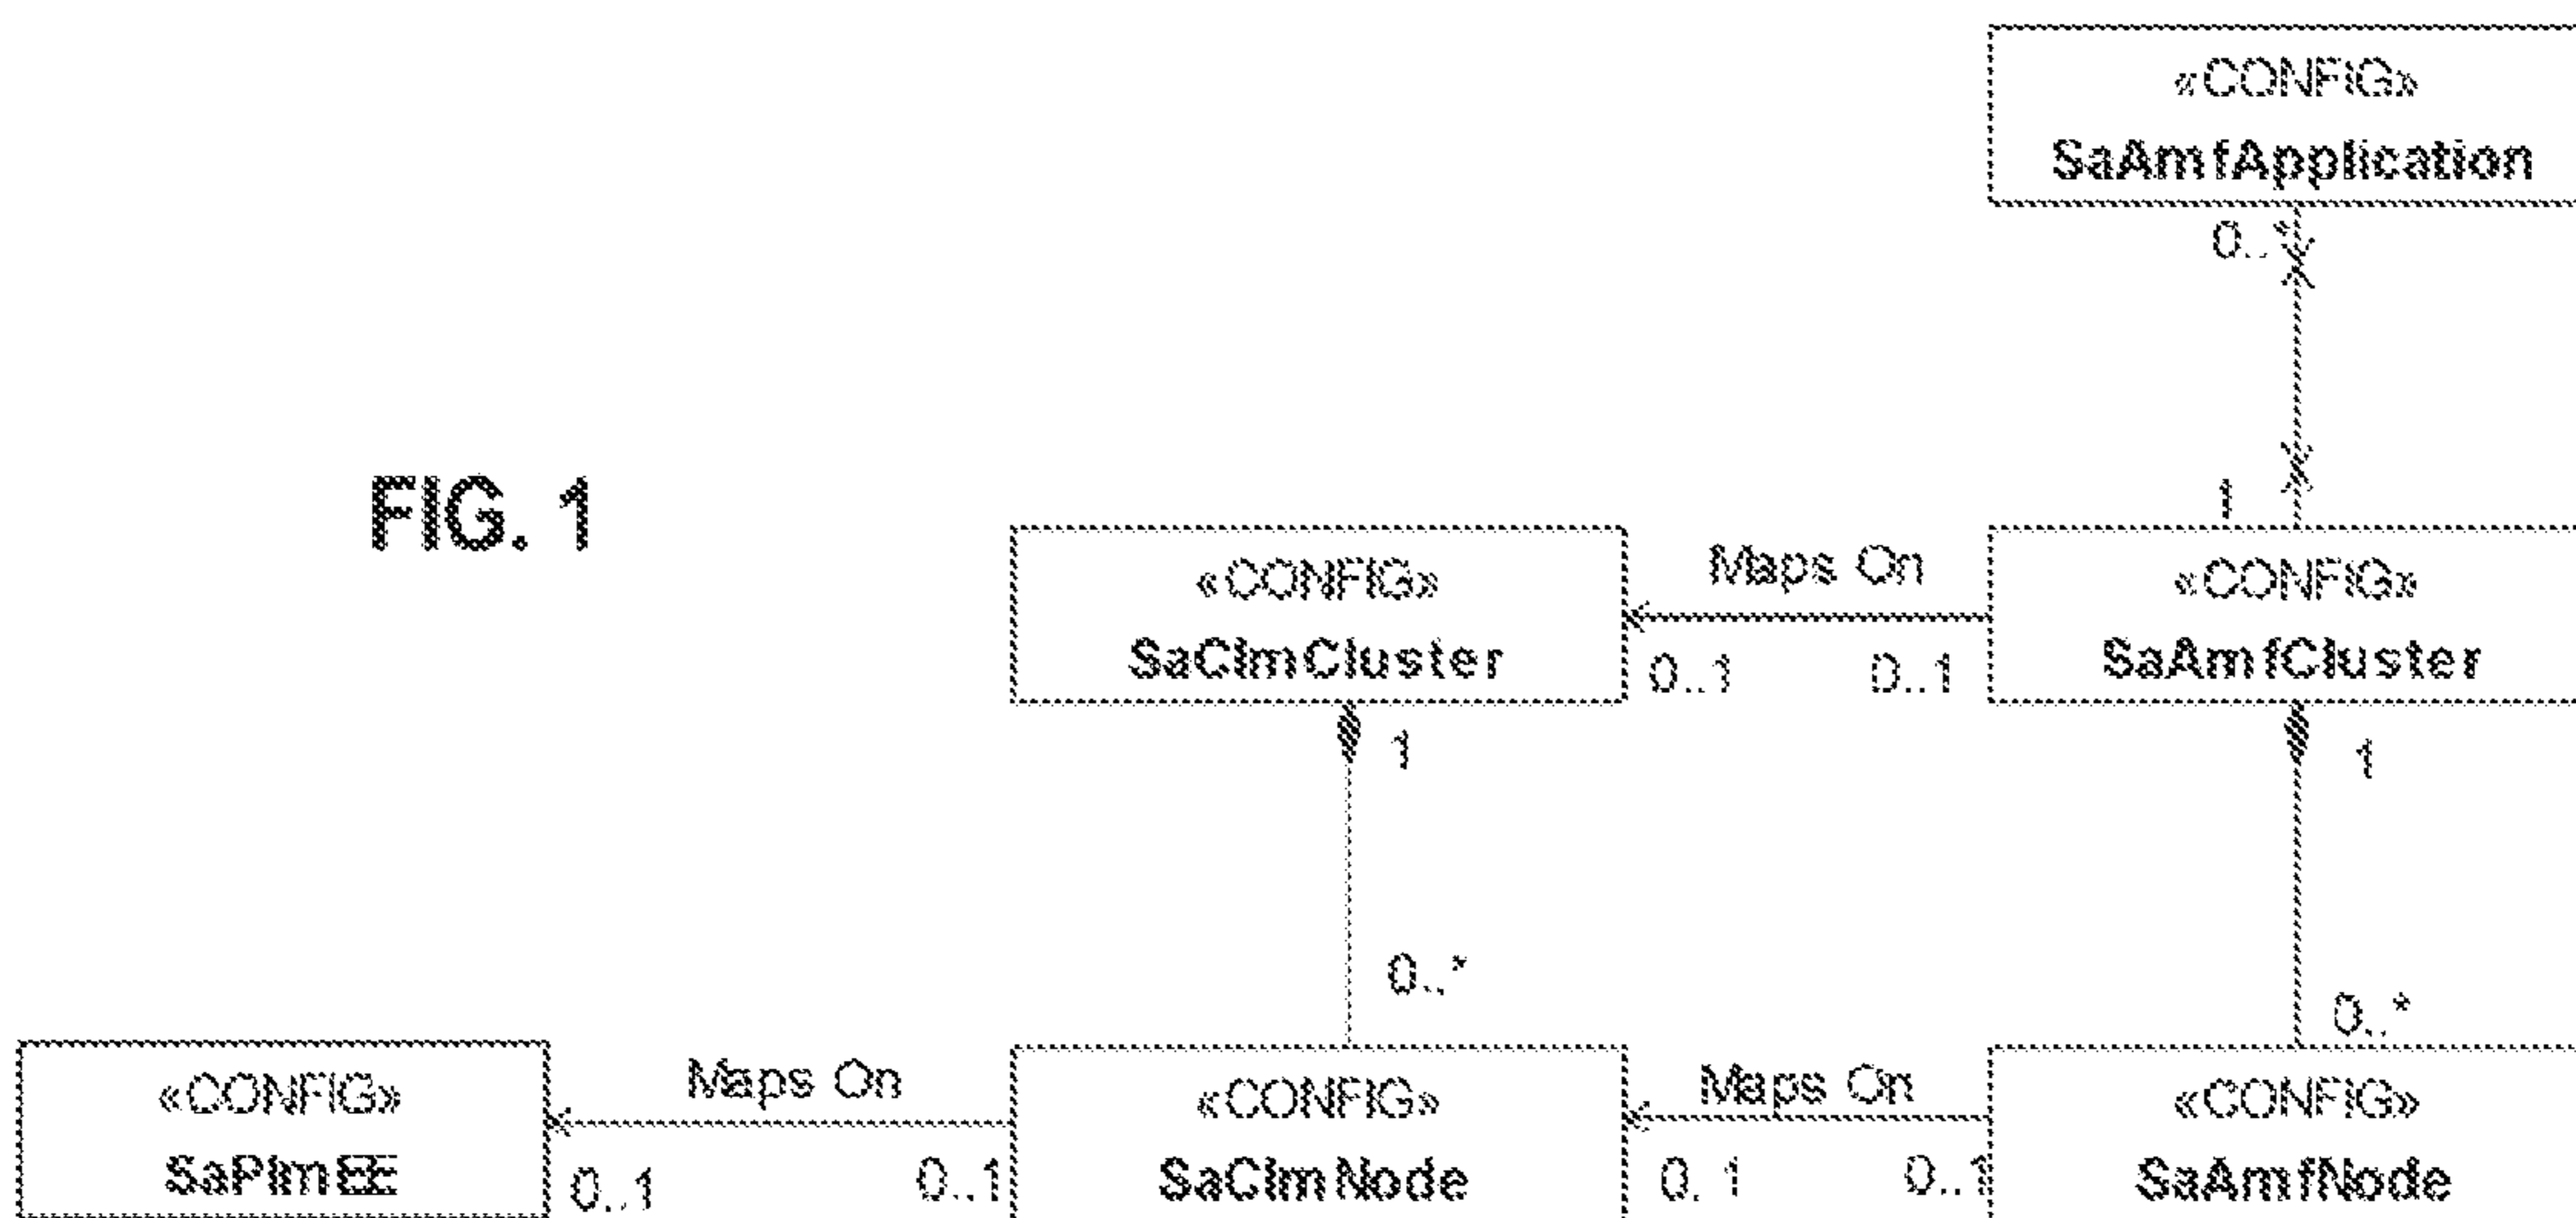 «CONFIG»
SaAmfApplication
0..*
FIG. 1
1
«CONFIG»
SaClmCluster
Maps On
0..1
0..1
«CONFIG»
SaAmfCluster
1
1
0..*
0..*
«CONFIG»
SaPlmEE
Maps On
0..1
0..1
«CONFIG»
SaClmNode
Maps On
0..1
0..1
«CONFIG»
SaAmfNode